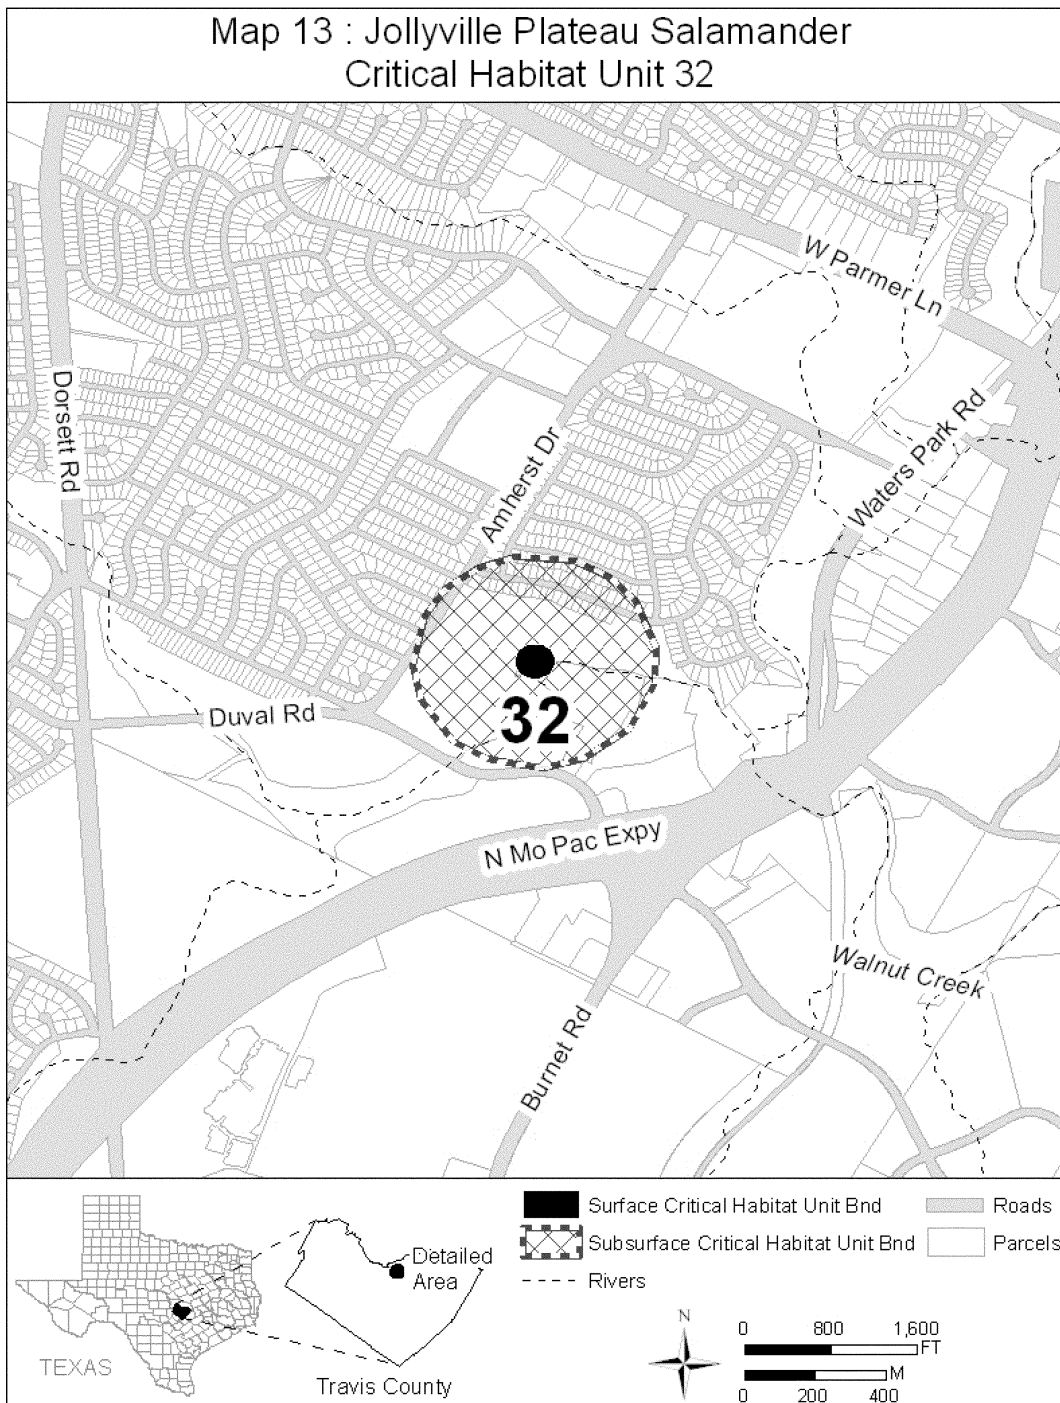 Map 13 : Jollyville Plateau Salamander
Critical Habitat Unit 32
W Parmer Ln
Dorsett Rd
Waters Park Rd
Amherst Dr
32
Duval Rd
N Mo Pac Expy
Walnut Creek
Burnet Rd
Surface Critical Habitat Unit Bnd
Roads
Subsurface Critical Habitat Unit Bnd
Parcels
Rivers
Detailed
Area
TEXAS
Travis County
N
0 800 1,600
FT
M
0 200 400